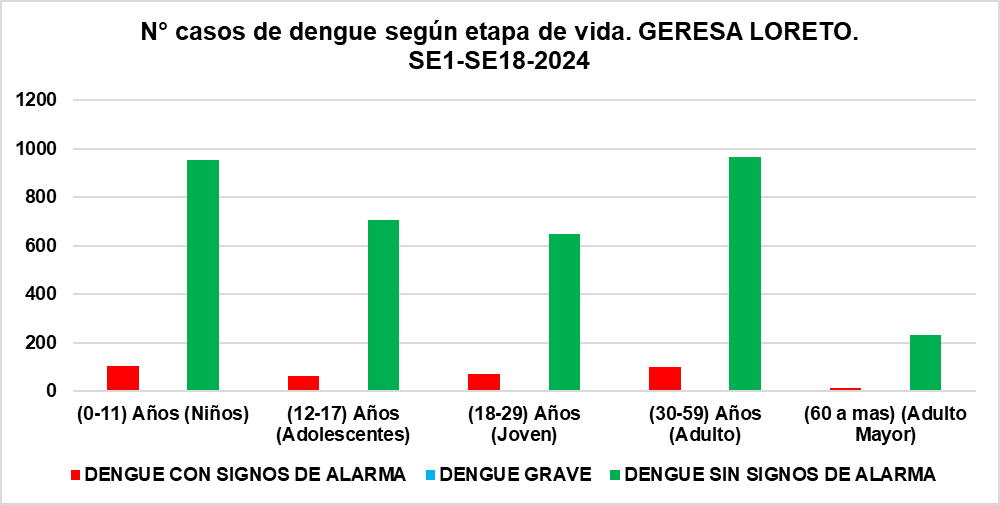 N° casos de dengue según etapa de vida. GERESA LORETO.
SE1-SE18-2024
1200
1000
800
600
400
200
0
(0-11) Años (Niños)
(12-17) Años
(Adolescentes)
(18-29) Años
(Joven)
(30-59) Años
(Adulto)
(60 a mas) (Adulto
Mayor)
DENGUE CON SIGNOS DE ALARMA
DENGUE GRAVE
DENGUE SIN SIGNOS DE ALARMA